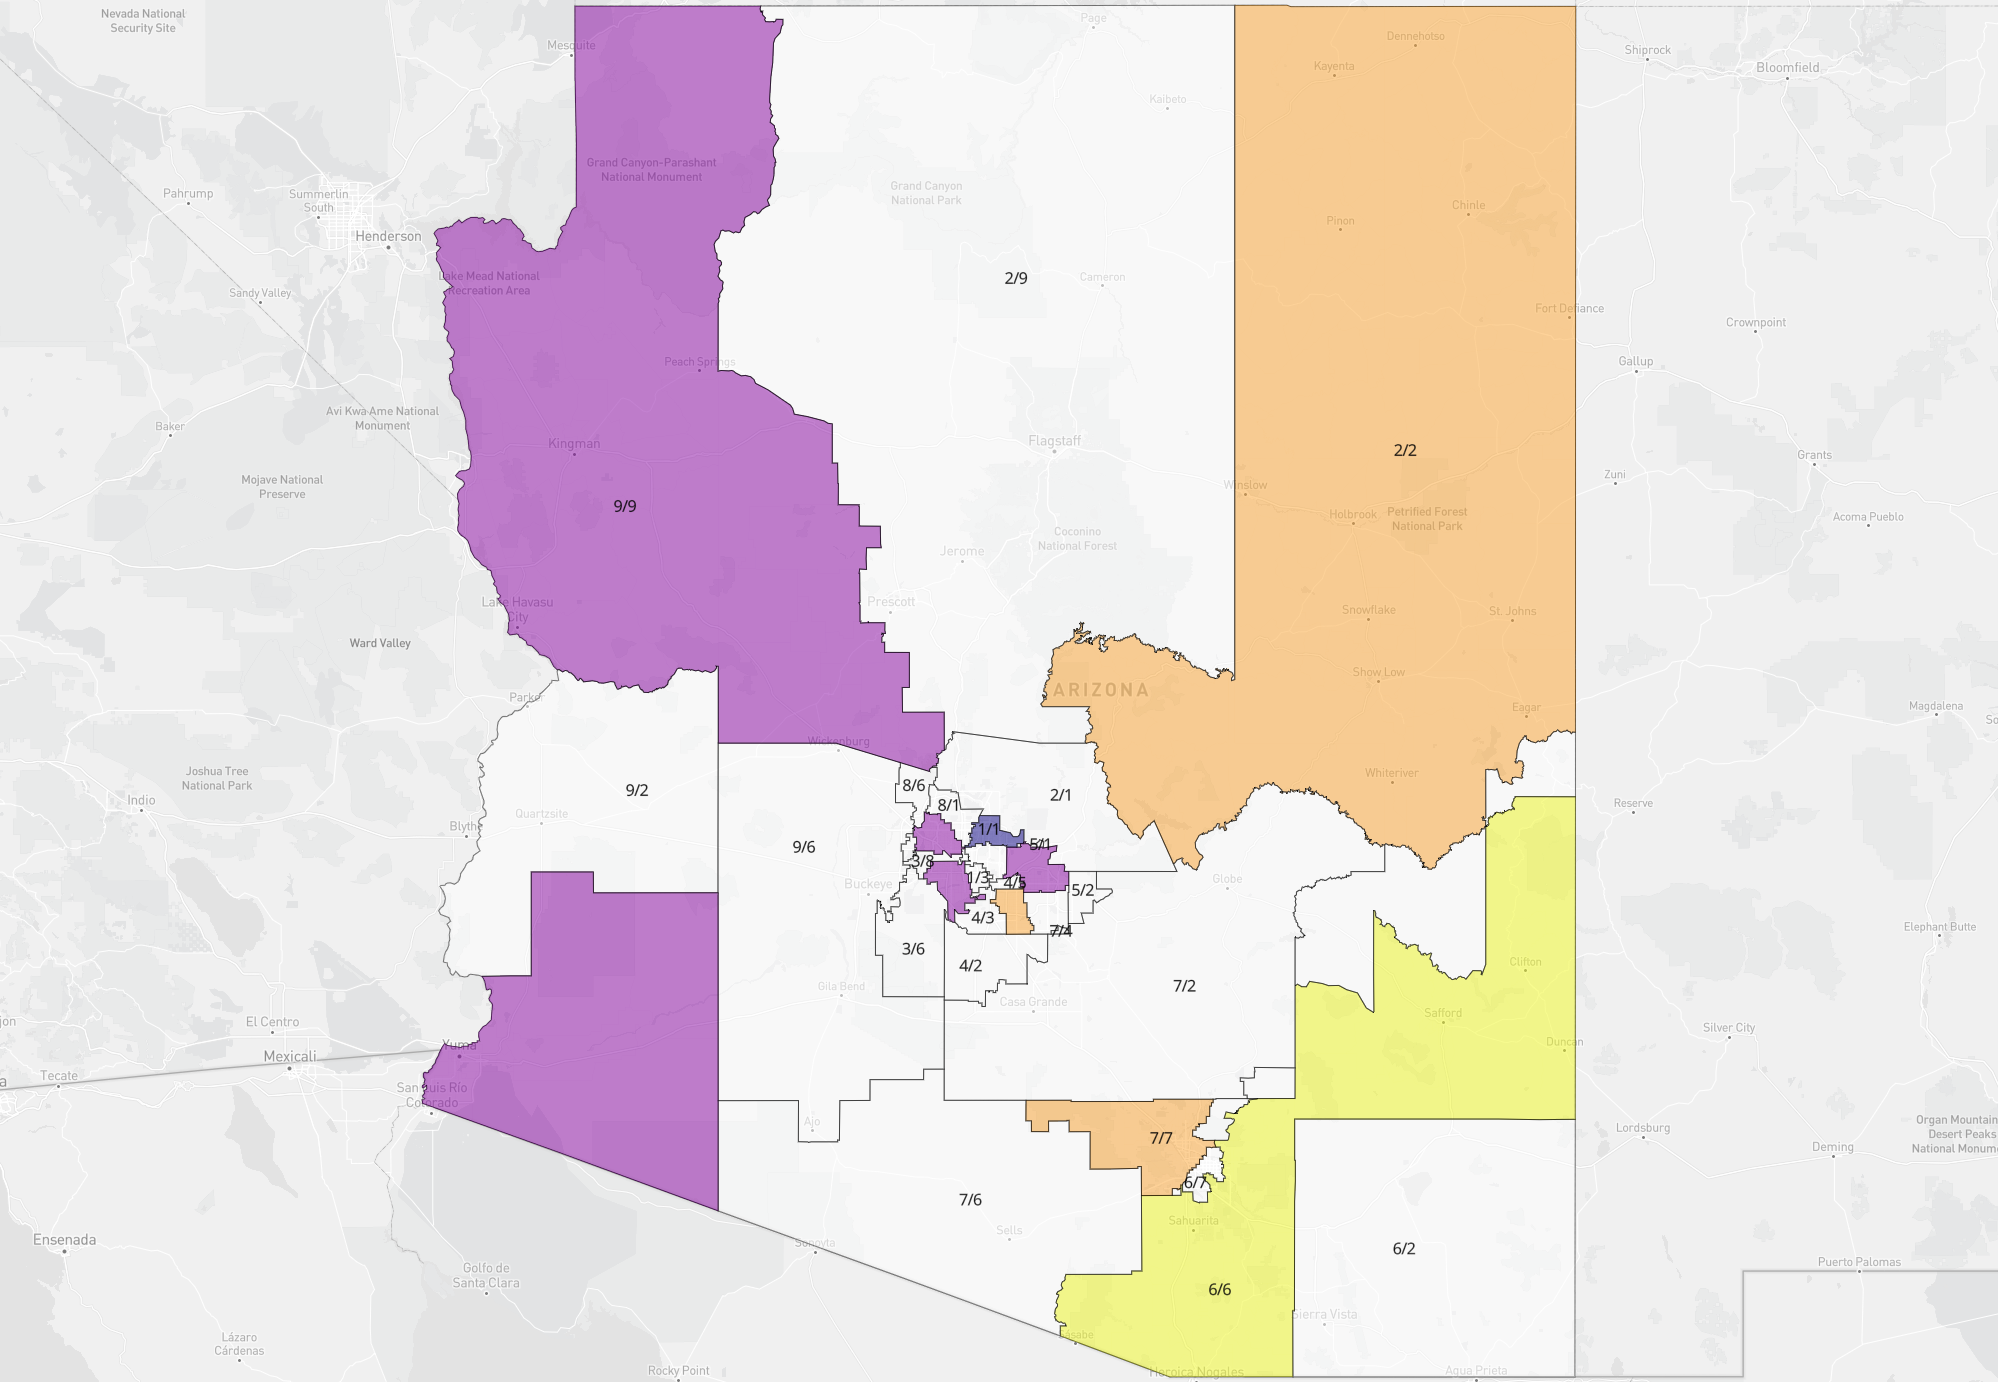 Nevada National
Security Site
Page
Dennehotso
Shiprock
Mesquite
Kayenta
Bloomfield
Kaibeto
Grand Canyon-Parashant
National Monument
Pahrump
Summerlin
South
Grand Canyon
National Park
Chinle
Pinon
Henderson
Lake Mead National
Recreation Area
2/9
Cameron
Sandy Valley
Fort Defiance
Crownpoint
Peach Springs
Gallup
Avi Kwa Ame National
Monument
Baker
Kingman
Flagstaff
2/2
Grants
Mojave National
Preserve
Winslow
Zuni
9/9
Holbrook
Petrified Forest
National Park
Acoma Pueblo
Jerome
Coconino
National Forest
Lake Havasu
City
Prescott
Snowflake
St. Johns
Ward Valley
Show Low
ARIZONA
Parker
Eagar
Magdalena
Wickenburg
Joshua Tree
National Park
Whiteriver
8/6
9/2
2/1
Indio
8/1
Reserve
Quartzsite
Blythe
1/1
5/1
9/6
3/8
1/3
4/5
Buckeye
Globe
5/2
4/3
Elephant Butte
7/4
3/6
4/2
Clifton
7/2
Gila Bend
Casa Grande
Safford
El Centro
Silver City
Yuma
Duncan
Mexicali
Tecate
San Luis Río
Colorado
Ajo
Organ Mountain
Desert Peaks
National Monume
Lordsburg
7/7
Deming
6/7
7/6
Sahuarita
Sells
Ensenada
Sonoyta
6/2
Puerto Palomas
Golfo de
Santa Clara
6/6
Sierra Vista
Lázaro
Cárdenas
Sásabe
Rocky Point
Heroica Nogales
Agua Prieta